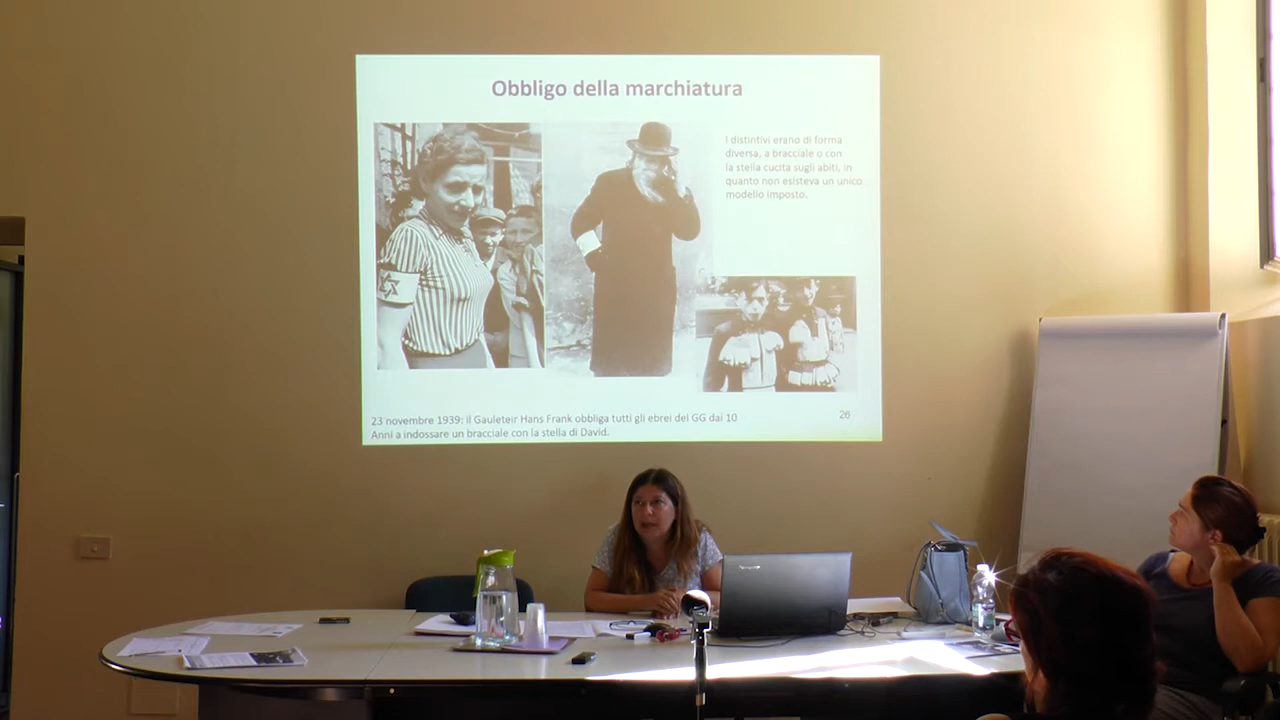 Obbligo della marchiatura
I distintivi erano di forma
diversa, a bracciale o con
la stella cucita sugli abiti, in
quanto non esisteva un unico
modello imposto.
23 novembre 1939: il Gauleteir Hans Frank obbliga tutti gli ebrei del GG dai 10
Anni a indossare un bracciale con la stella di David.
26